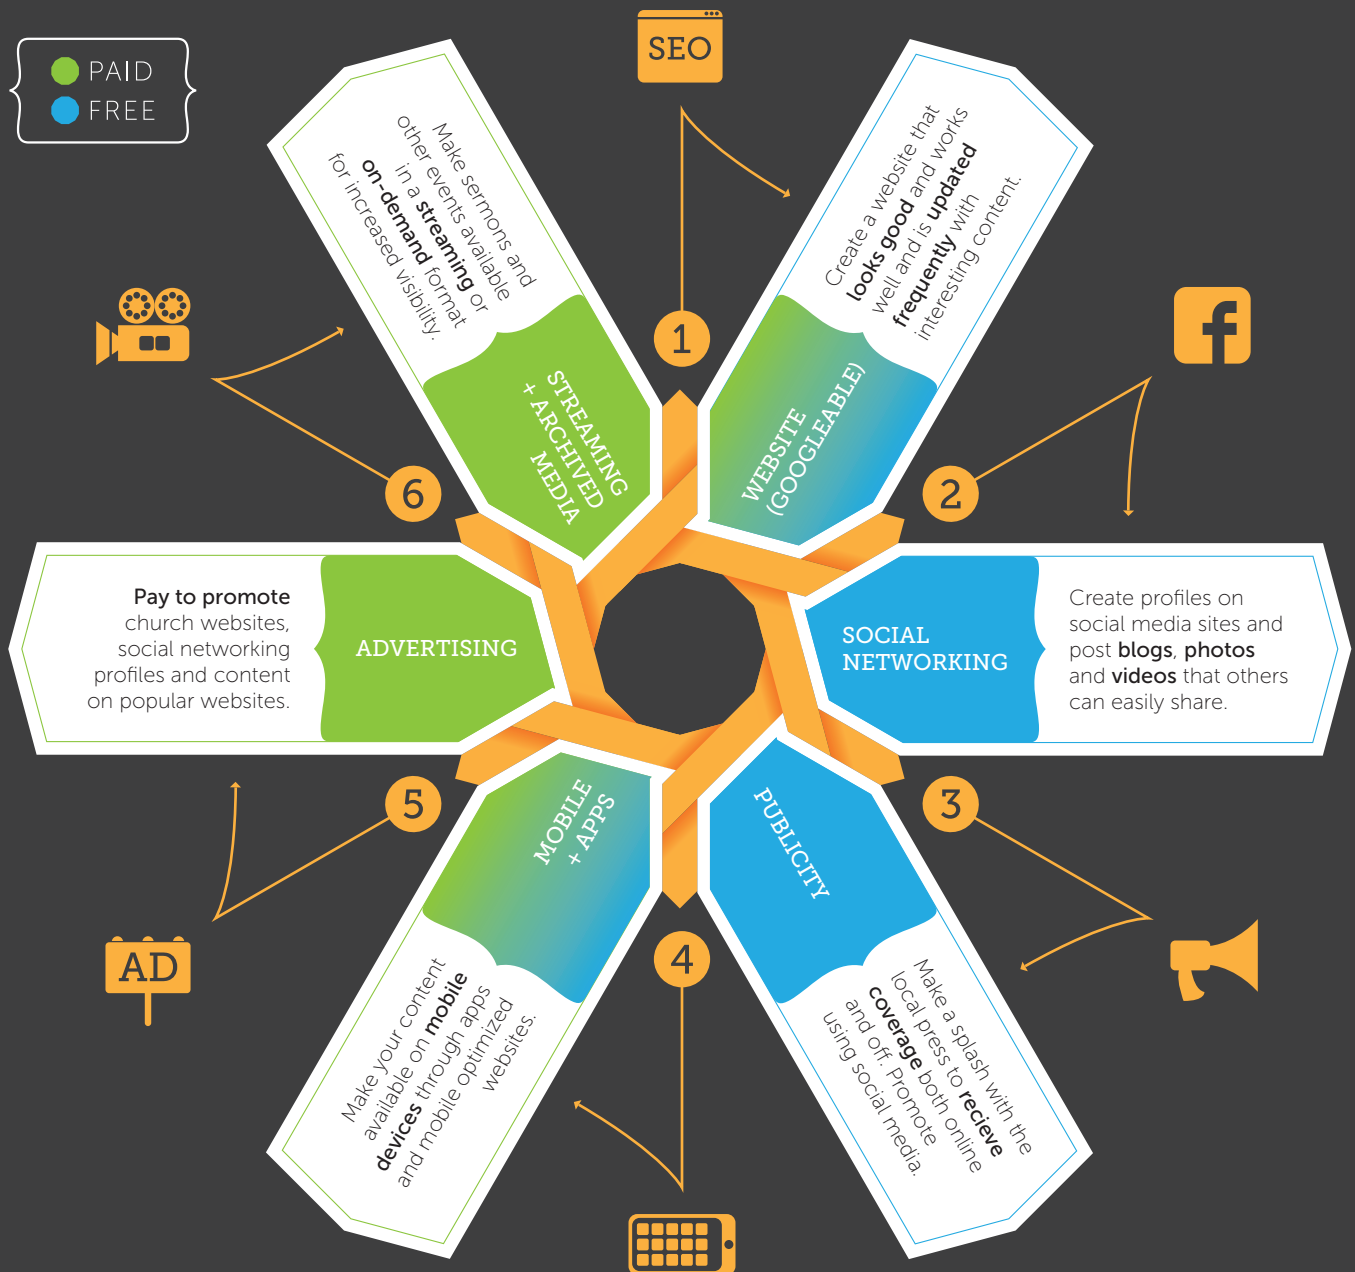 PAID
FREE
SEO
1
Create a website that
looks good and works
well and is updated
frequently with
interesting content.
WEBSITE
(GOOGLEABLE)
2
SOCIAL
NETWORKING
Create profiles on
social media sites and
post blogs, photos
and videos that others
can easily share.
3
PUBLICITY
Make a splash with the
local press to recieve
coverage both online
and off. Promote
using social media.
4
MOBILE
+ APPS
Make your content
available on mobile
devices through apps
and mobile optimized
websites.
5
AD
ADVERTISING
Pay to promote
church websites,
social networking
profiles and content
on popular websites.
6
STREAMING
+ ARCHIVED
MEDIA
Make sermons and
other events available
in a streaming or
on-demand format
for increased visibility.